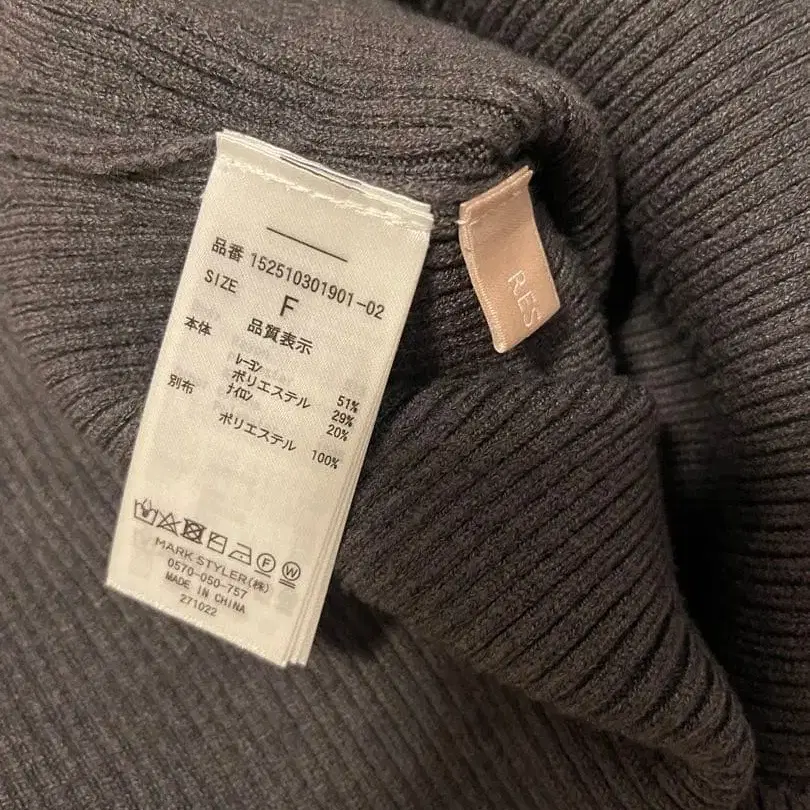 品番 152510301901-02
SIZE F
品質表示
本体
レーヨン 51%
ポリエステル 29%
ナイロン 20%
別布
ポリエステル 100%
F W
MARK STYLER(株)
0570-050-757
MADE IN CHINA
271022
RES